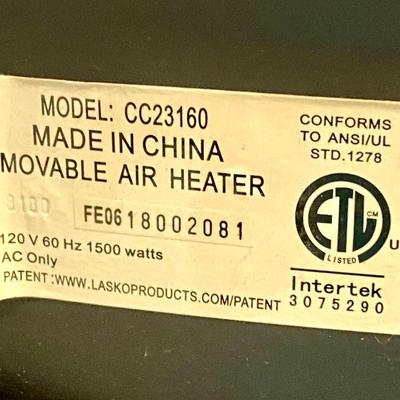 MODEL: CC23160
MADE IN CHINA
MOVABLE AIR HEATER
FE0618002081
120 V 60 Hz 1500 watts
AC Only
PATENT:WWW.LASKOPRODUCTS.COM/PATENT
CONFORMS
TO ANSI/UL
STD.1278
ETL
CM
LISTED
U
Intertek
3075290